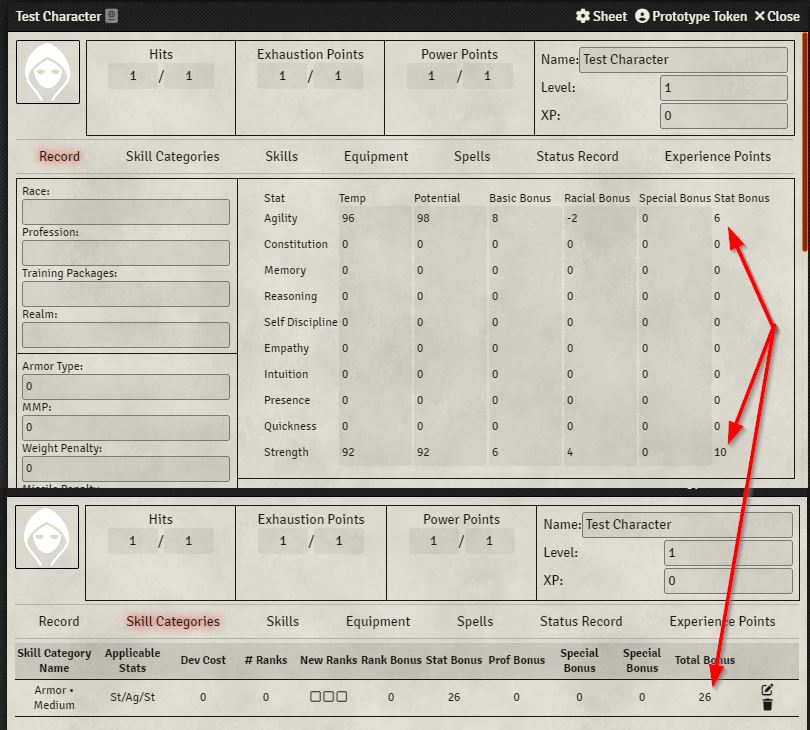 Test Character Sheet Prototype Token Close
Hits Exhaustion Points Power Points
1 / 1 1 / 1 1 / 1
Name: Test Character
Level: 1
XP: 0
Record Skill Categories Skills Equipment Spells Status Record Experience Points
Race:
Profession:
Training Packages:
Realm:
Armor Type:
0
MMP:
0
Weight Penalty:
0
Missile Penalty
Stat Temp Potential Basic Bonus Racial Bonus Special Bonus Stat Bonus
Agility 96 98 8 -2 0 6
Constitution 0 0 0 0 0 0
Memory 0 0 0 0 0 0
Reasoning 0 0 0 0 0 0
Self Discipline 0 0 0 0 0 0
Empathy 0 0 0 0 0 0
Intuition 0 0 0 0 0 0
Presence 0 0 0 0 0 0
Quickness 0 0 0 0 0 0
Strength 92 92 6 4 0 10
Hits Exhaustion Points Power Points
1 / 1 1 / 1 1 / 1
Name: Test Character
Level: 1
XP: 0
Record Skill Categories Skills Equipment Spells Status Record Experience Points
Skill Category Name Applicable Stats Dev Cost # Ranks New Ranks Rank Bonus Stat Bonus Prof Bonus Special Bonus Special Bonus Total Bonus
Armor • Medium St/Ag/St 0 0 0 26 0 0 0 26